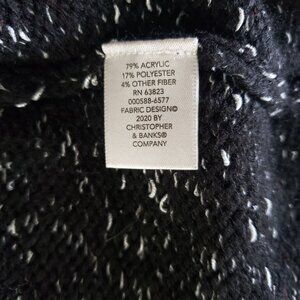 79% ACRYLIC
17% POLYESTER
4% OTHER FIBER
RN 63823
000588-6577
FABRIC DESIGN©
2020 BY
CHRISTOPHER
& BANKS®
COMPANY